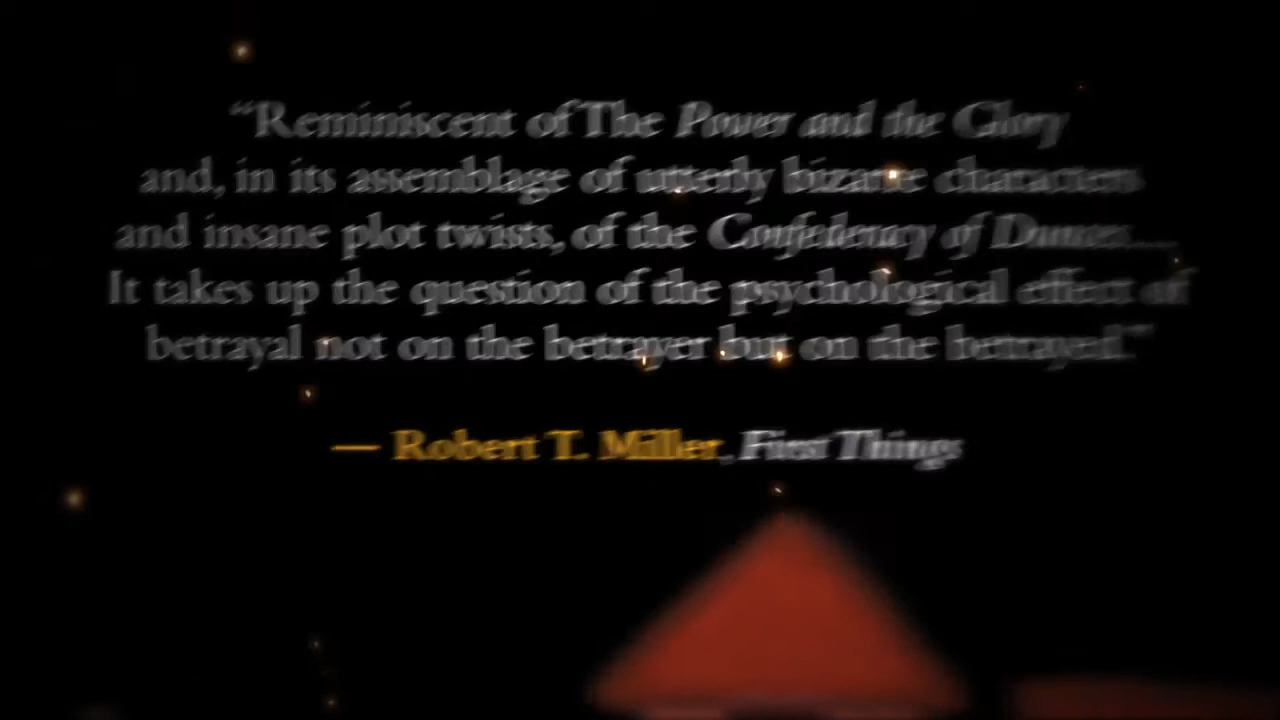 “Reminiscent of The Power and the Glory
and, in its assemblage of utterly bizarre characters
and insane plot twists, of the Confederacy of Dunces....
It takes up the question of the psychological effect of
betrayal not on the betrayer but on the betrayed.”
— Robert T. Miller, First Things